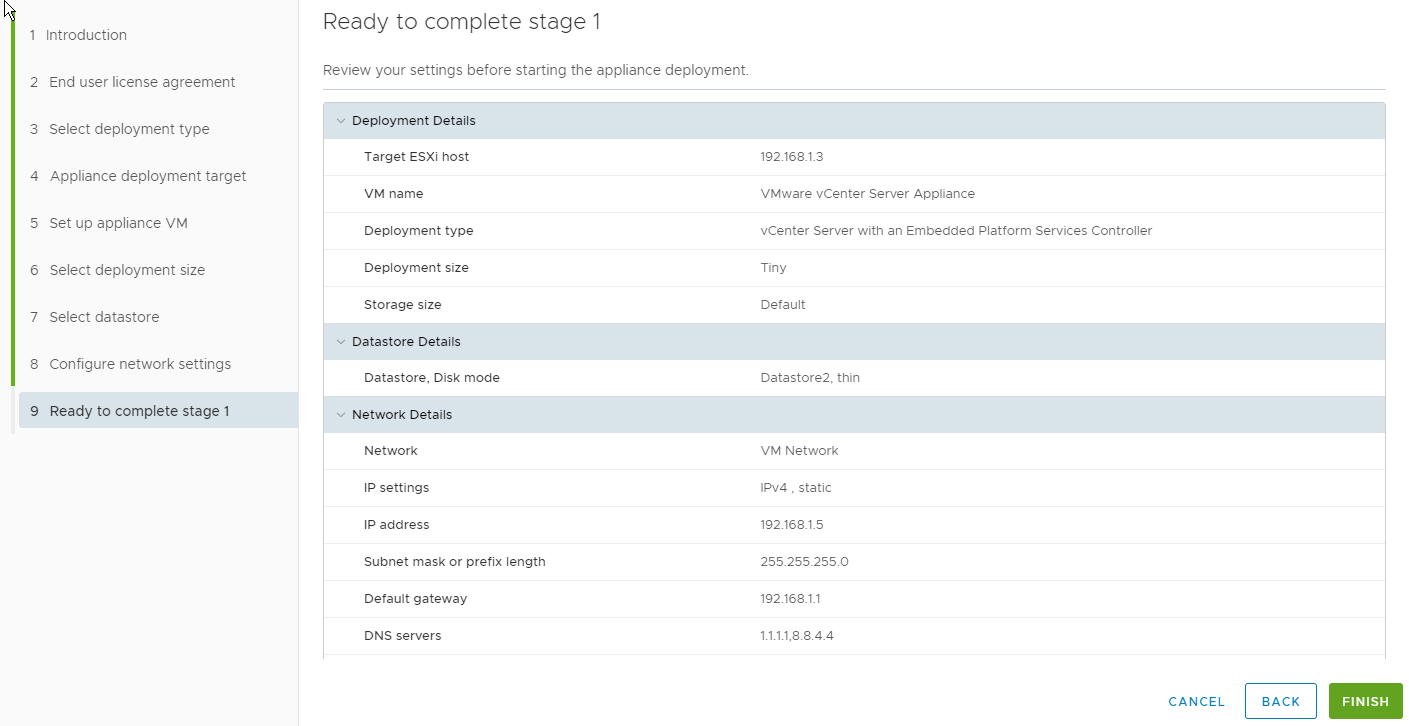 1 Introduction
2 End user license agreement
3 Select deployment type
4 Appliance deployment target
5 Set up appliance VM
6 Select deployment size
7 Select datastore
8 Configure network settings
9 Ready to complete stage 1
Ready to complete stage 1
Review your settings before starting the appliance deployment.
Deployment Details
Target ESXi host 192.168.1.3
VM name VMware vCenter Server Appliance
Deployment type vCenter Server with an Embedded Platform Services Controller
Deployment size Tiny
Storage size Default
Datastore Details
Datastore, Disk mode Datastore2, thin
Network Details
Network VM Network
IP settings IPv4 , static
IP address 192.168.1.5
Subnet mask or prefix length 255.255.255.0
Default gateway 192.168.1.1
DNS servers 1.1.1.1,8.8.4.4
CANCEL BACK FINISH